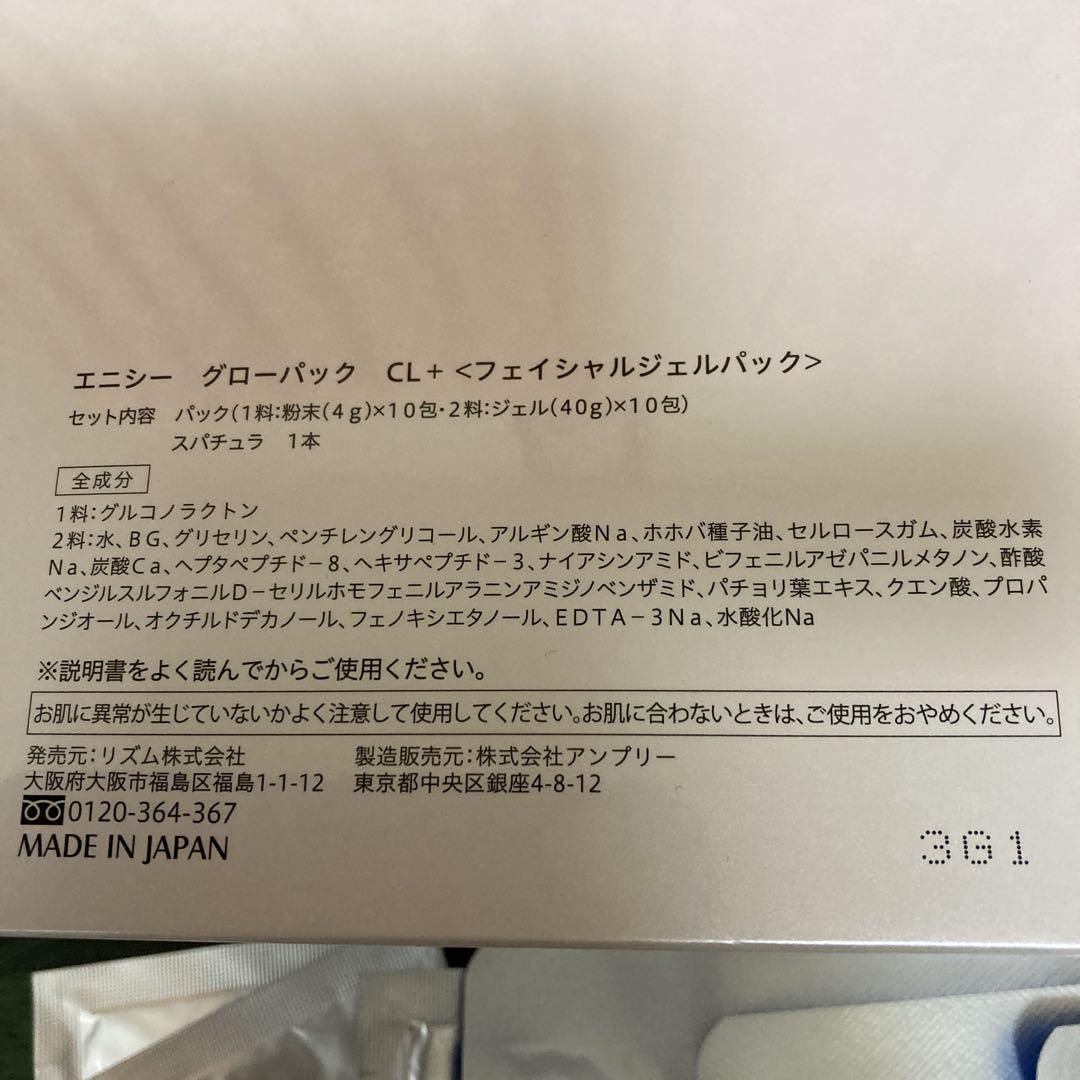 エニシー　グローパック　CL＋ <フェイシャルジェルパック>
セット内容　パック(1料:粉末(4g)×10包・2料:ジェル(40g)×10包)
スパチュラ　1本
全成分
1料:グルコノラクトン
2料:水、BG、グリセリン、ペンチレングリコール、アルギン酸Na、ホホバ種子油、セルロースガム、炭酸水素
Na、炭酸Ca、ヘプタペプチド－8、ヘキサペプチド－3、ナイアシンアミド、ビフェニルアゼパニルメタノン、酢酸
ベンジルスルフォニルD－セリルホモフェニルアラニンアミジノベンザミド、パチョリ葉エキス、クエン酸、プロパ
ンジオール、オクチルドデカノール、フェノキシエタノール、EDTA－3Na、水酸化Na
※説明書をよく読んでからご使用ください。
お肌に異常が生じていないかよく注意して使用してください。お肌に合わないときは、ご使用をおやめください。
発売元:リズム株式会社　製造販売元:株式会社アンプリー
大阪府大阪市福島区福島1-1-12　東京都中央区銀座4-8-12
0120-364-367
MADE IN JAPAN
3G1